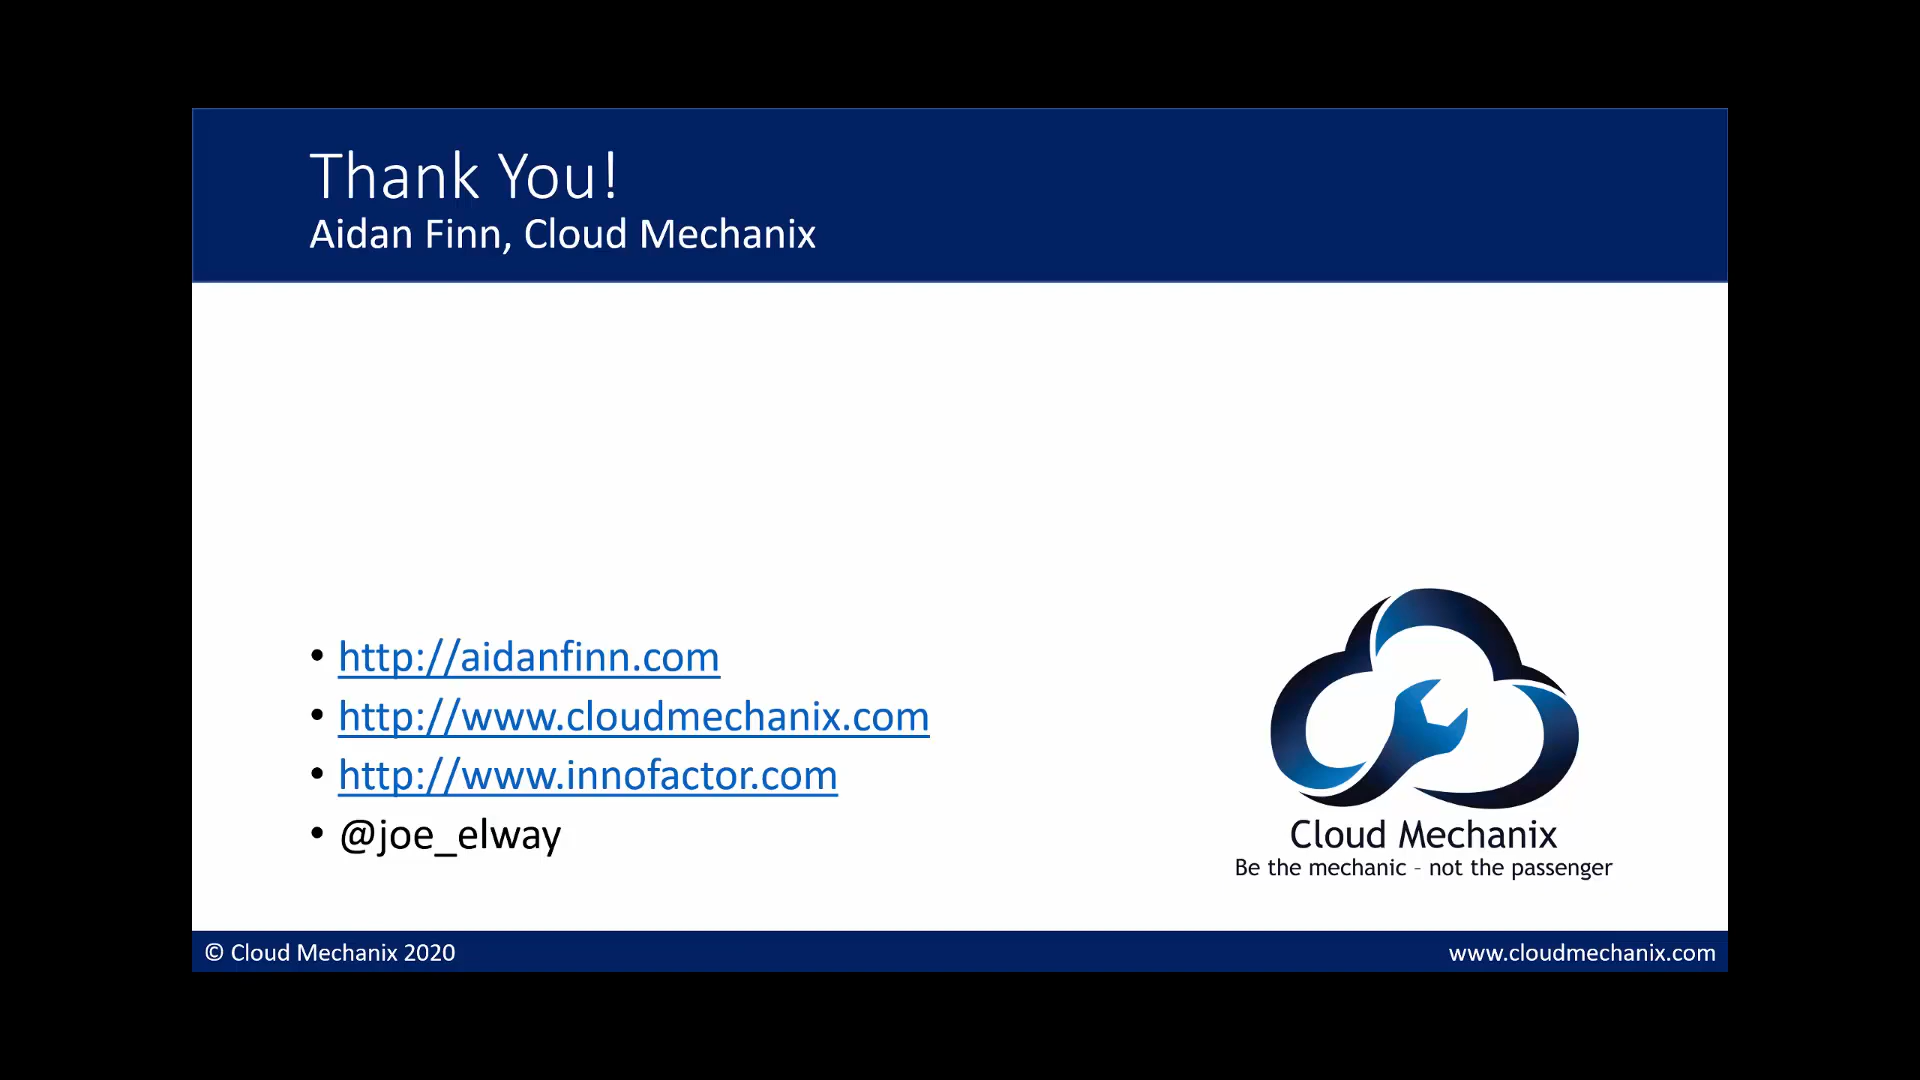 Thank You!
Aidan Finn, Cloud Mechanix
• http://aidanfinn.com
• http://www.cloudmechanix.com
• http://www.innofactor.com
• @joe_elway
Cloud Mechanix
Be the mechanic - not the passenger
© Cloud Mechanix 2020
www.cloudmechanix.com